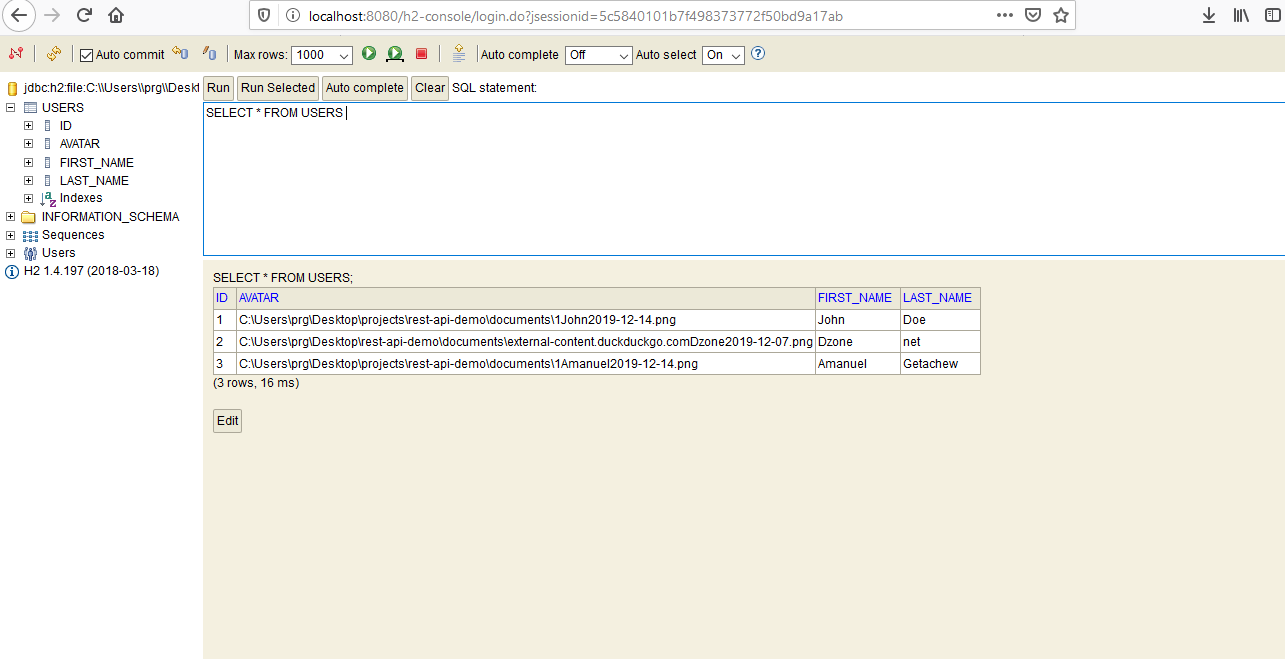 localhost:8080/h2-console/login.do?jsessionid=5c5840101b7f498373772f50bd9a17ab
Auto commit Max rows: 1000 Auto complete Off Auto select On
jdbc:h2:file:C:\\Users\\prg\\Deskt
USERS
ID
AVATAR
FIRST_NAME
LAST_NAME
Indexes
INFORMATION_SCHEMA
Sequences
Users
H2 1.4.197 (2018-03-18)
Run Run Selected Auto complete Clear SQL statement:
SELECT * FROM USERS
SELECT * FROM USERS;
ID AVATAR FIRST_NAME LAST_NAME
1 C:\Users\prg\Desktop\projects\rest-api-demo\documents\1John2019-12-14.png John Doe
2 C:\Users\prg\Desktop\rest-api-demo\documents\external-content.duckduckgo.comDzone2019-12-07.png Dzone net
3 C:\Users\prg\Desktop\projects\rest-api-demo\documents\1Amanuel2019-12-14.png Amanuel Getachew
(3 rows, 16 ms)
Edit